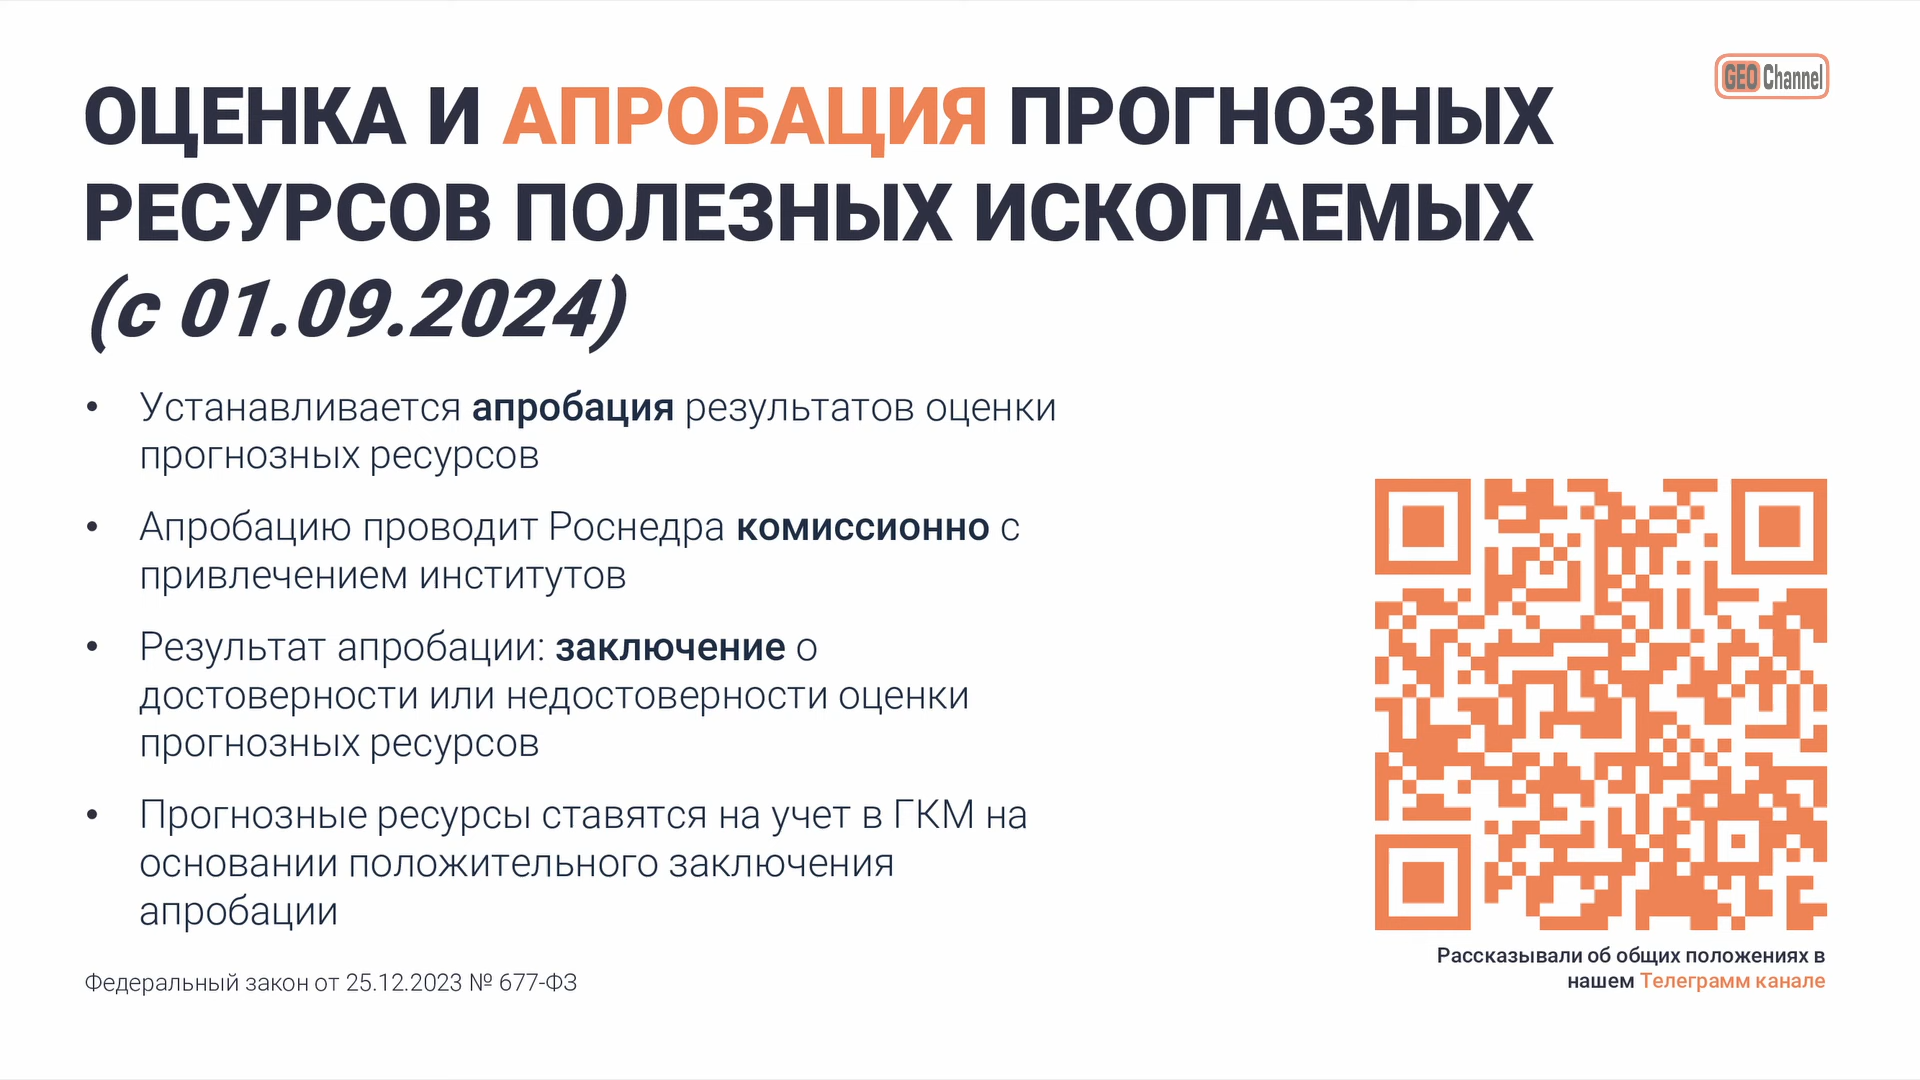 GEO Channel
ОЦЕНКА И АПРОБАЦИЯ ПРОГНОЗНЫХ
РЕСУРСОВ ПОЛЕЗНЫХ ИСКОПАЕМЫХ
(с 01.09.2024)
• Устанавливается апробация результатов оценки
прогнозных ресурсов
• Апробацию проводит Роснедра комиссионно с
привлечением институтов
• Результат апробации: заключение о
достоверности или недостоверности оценки
прогнозных ресурсов
• Прогнозные ресурсы ставятся на учет в ГКМ на
основании положительного заключения
апробации
Федеральный закон от 25.12.2023 № 677-ФЗ
Рассказывали об общих положениях в
нашем Телеграмм канале